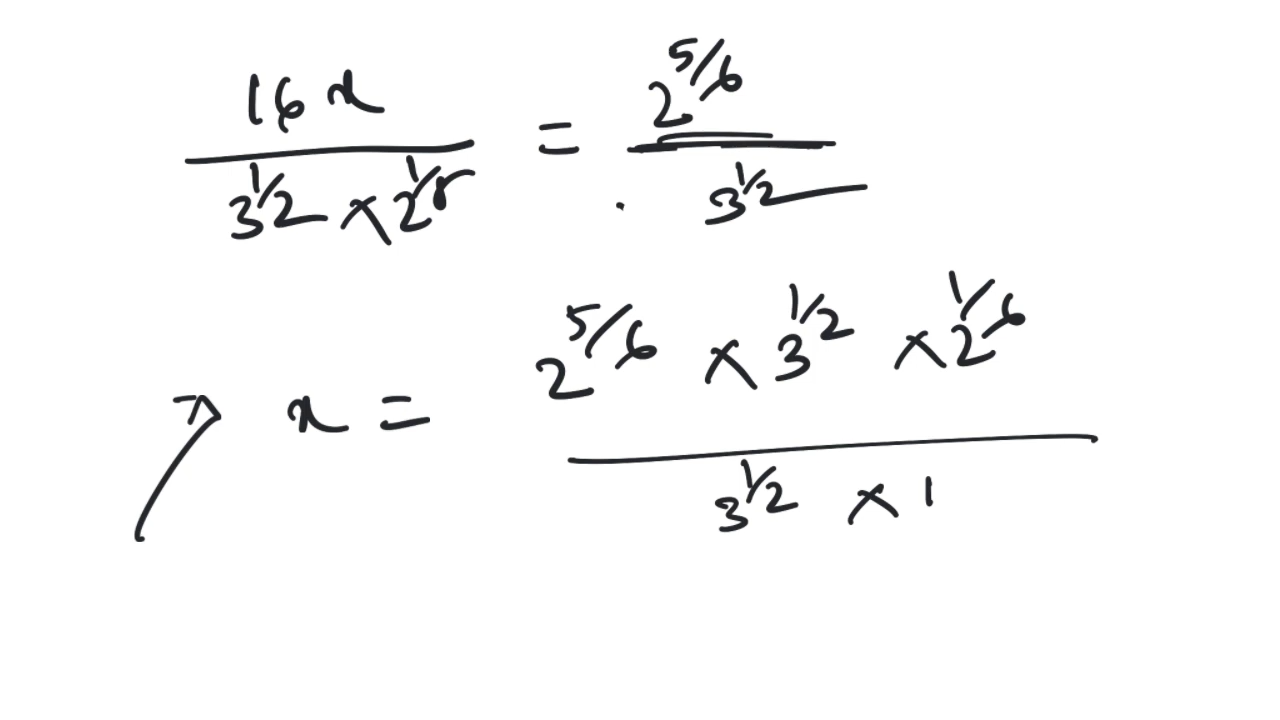 16x / (3^1/2 × 2^1/8) = 2^5/6 / 3^1/2
x = (2^5/6 × 3^1/2 × 2^1/6) / (3^1/2 × 1